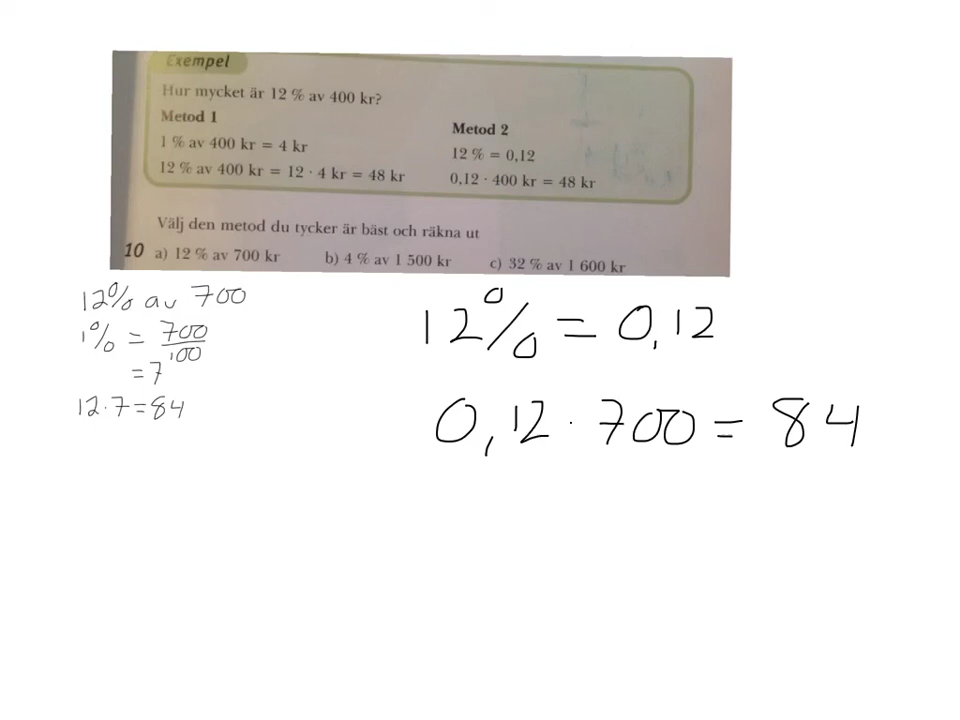 Exempel
Hur mycket är 12 % av 400 kr?
Metod 1
1 % av 400 kr = 4 kr
12 % av 400 kr = 12 · 4 kr = 48 kr
Metod 2
12 % = 0,12
0,12 · 400 kr = 48 kr
Välj den metod du tycker är bäst och räkna ut
10 a) 12 % av 700 kr b) 4 % av 1 500 kr c) 32 % av 1 600 kr
12% av 700
1% = 700/100
= 7
12 · 7 = 84
12% = 0,12
0,12 · 700 = 84